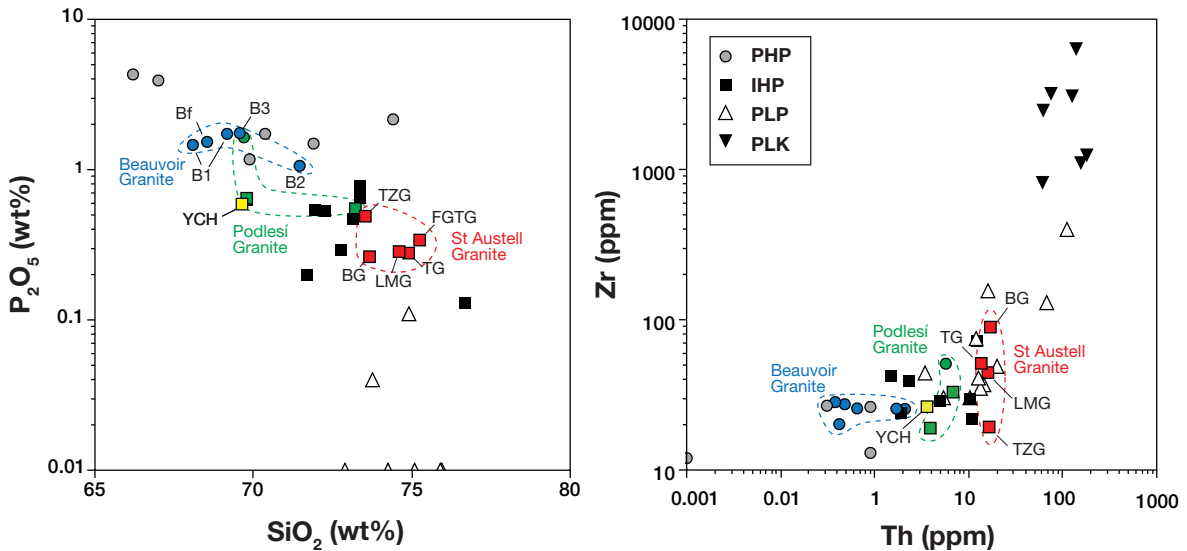 10
1
0.1
0.01
65
70
75
80
P2O5 (wt%)
SiO2 (wt%)
Bf
B3
Beauvoir
Granite
B1
B2
YCH
Podlesí
Granite
TZG
FGTG
St Austell
Granite
BG
LMG
TG
10000
1000
100
10
0.001
0.01
0.1
1
10
100
1000
Zr (ppm)
Th (ppm)
PHP
IHP
PLP
PLK
BG
Podlesí
Granite
TG
St Austell
Granite
Beauvoir
Granite
LMG
YCH
TZG